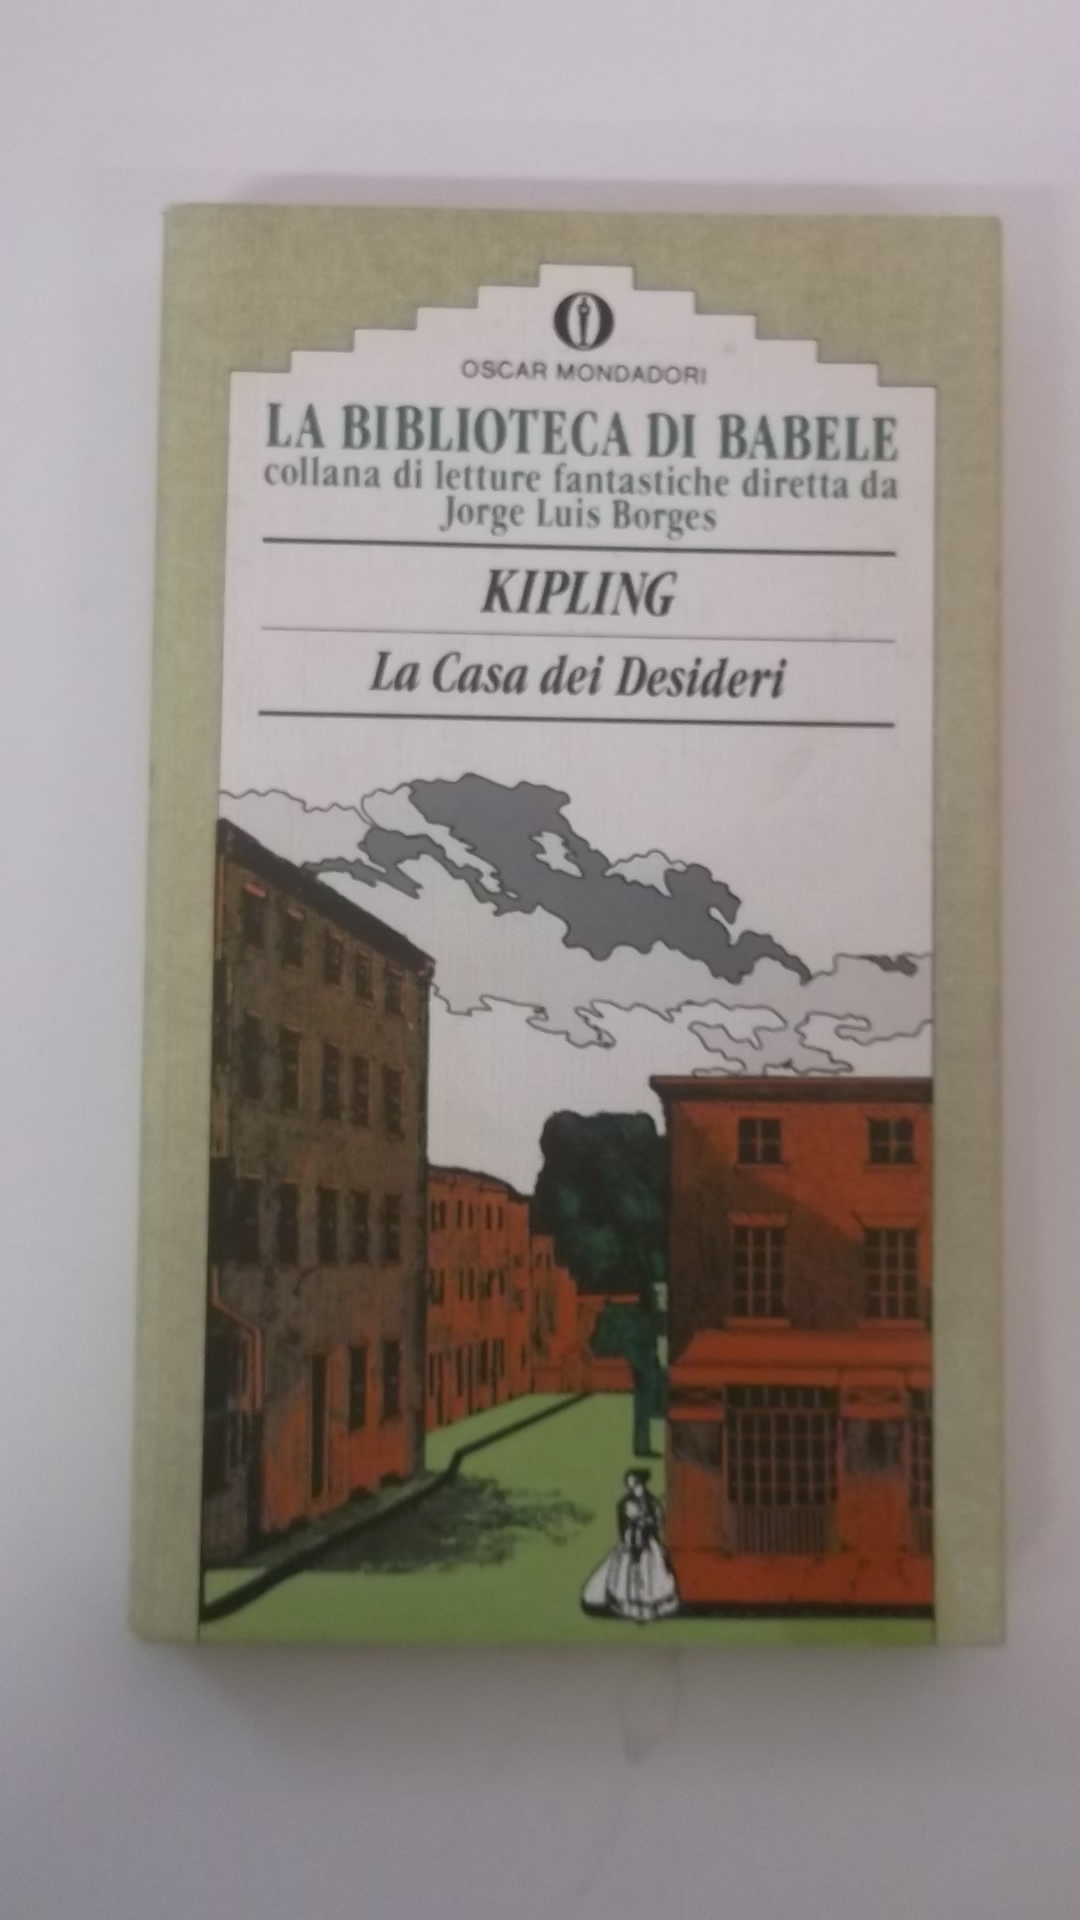 OSCAR MONDADORI
LA BIBLIOTECA DI BABELE
collana di letture fantastiche diretta da
Jorge Luis Borges
KIPLING
La Casa dei Desideri